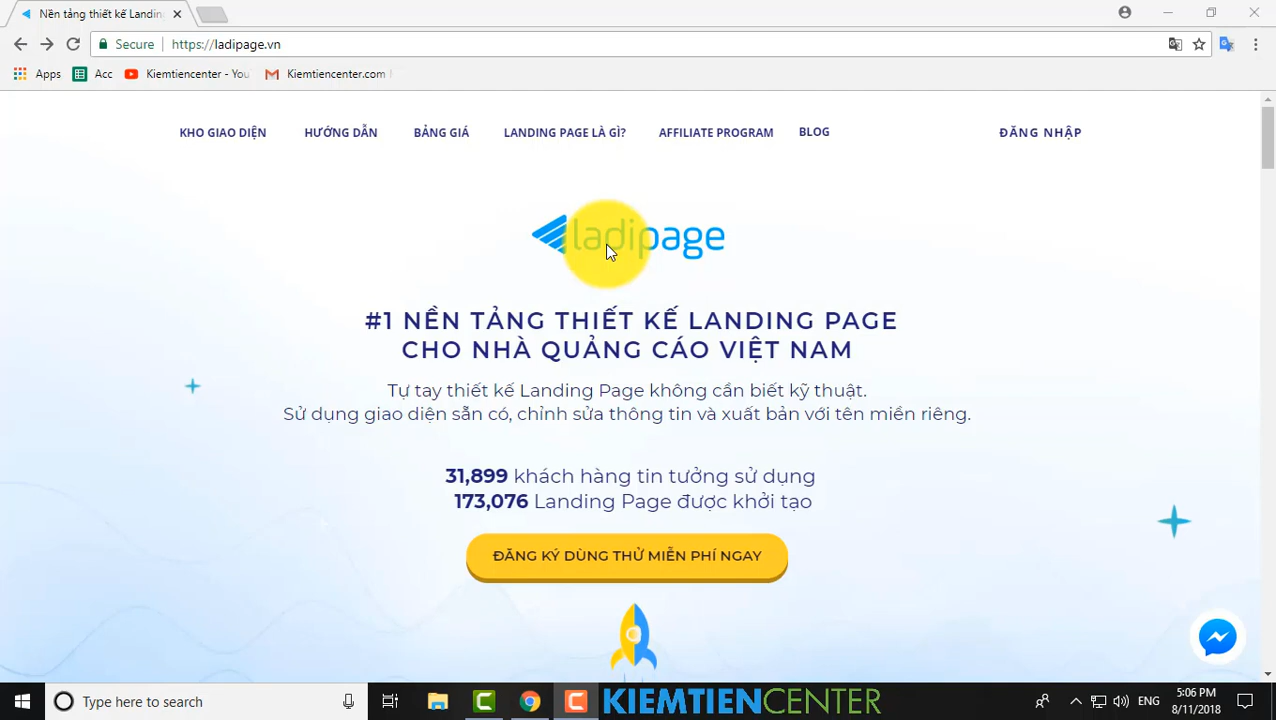 Nền tảng thiết kế Landing
Secure
https://ladipage.vn
Apps
Acc
Kiemtiencenter - You
Kiemtiencenter.com
KHO GIAO DIỆN
HƯỚNG DẪN
BẢNG GIÁ
LANDING PAGE LÀ GÌ?
AFFILIATE PROGRAM
BLOG
ĐĂNG NHẬP
ladipage
#1 NỀN TẢNG THIẾT KẾ LANDING PAGE
CHO NHÀ QUẢNG CÁO VIỆT NAM
Tự tay thiết kế Landing Page không cần biết kỹ thuật.
Sử dụng giao diện sẵn có, chỉnh sửa thông tin và xuất bản với tên miền riêng.
31,899 khách hàng tin tưởng sử dụng
173,076 Landing Page được khởi tạo
ĐĂNG KÝ DÙNG THỬ MIỄN PHÍ NGAY
Type here to search
KIEMTIENCENTER
ENG
5:06 PM
8/11/2018